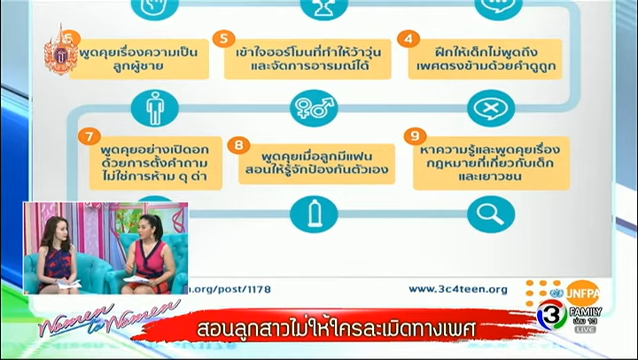 6
พูดคุยเรื่องความเป็น
ลูกผู้ชาย
5
เข้าใจฮอร์โมนที่ทำให้ว้าวุ่น
และจัดการอารมณ์ได้
4
ฝึกให้เด็กไม่พูดถึง
เพศตรงข้ามด้วยคำดูถูก
7
พูดคุยอย่างเปิดอก
ด้วยการตั้งคำถาม
ไม่ใช่การห้าม ดุ ด่า
8
พูดคุยเมื่อลูกมีแฟน
สอนให้รู้จักป้องกันตัวเอง
9
หาความรู้และพูดคุยเรื่อง
กฎหมายที่เกี่ยวกับเด็ก
และเยาวชน
n.org/post/1178
www.3c4teen.org
UNFPA
Women to Women
สอนลูกสาวไม่ให้ใครละเมิดทางเพศ
3 FAMILY
ช่อง 13
LIVE